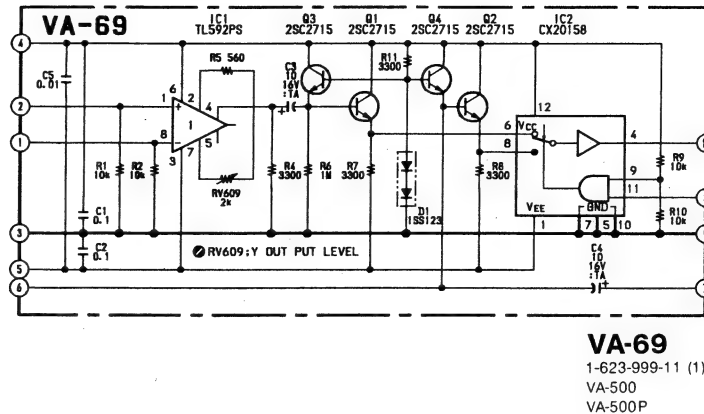 VA-69
IC1
TL592PS
Q3
2SC2715
Q1
2SC2715
Q4
2SC2715
Q2
2SC2715
IC2
CX20158
4
C5
0.01
R5 560
C3
10
16V
:TA
R11
3300
6
2
4
12
2
1
+
1
8
-
3
7
5
6
8
VCC
4
1
R1
10k
R2
10k
RV609
2k
R4
3300
R6
1M
R7
3300
R8
3300
9
11
R9
10k
R10
10k
C1
0.1
C2
0.1
D1
1SS123
VEE
GND
1
7
5
10
3
RV609:Y OUT PUT LEVEL
C4
10
16V
:TA
5
6
VA-69
1-623-999-11 (1)
VA-500
VA-500P